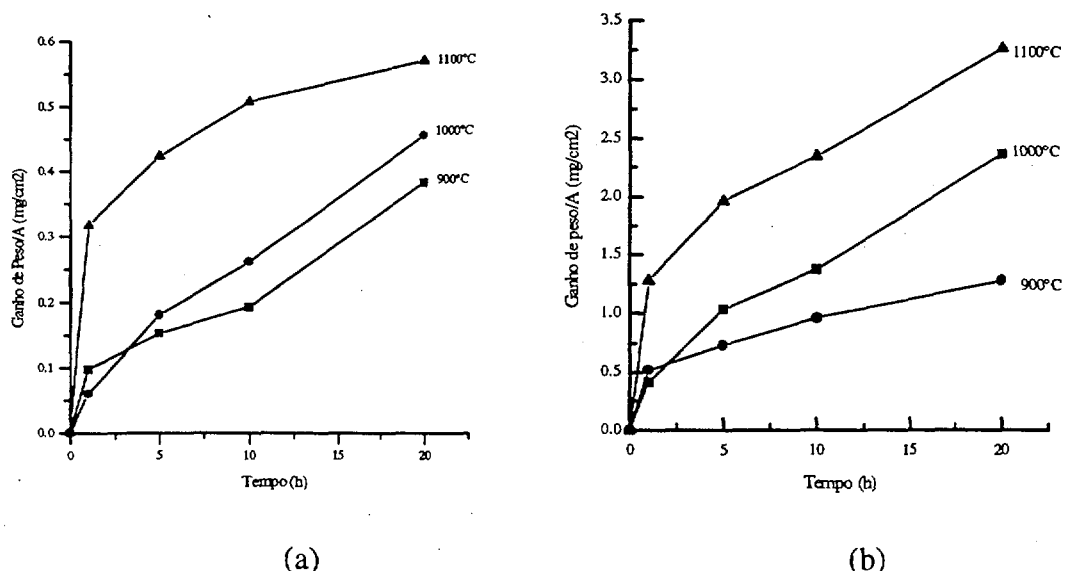 Ganho de Peso/A (mg/cm2)
0.6
0.5
0.4
0.3
0.2
0.1
0.0
1100°C
1000°C
900°C
0 5 10 15 20
Tempo (h)
(a)
Ganho de peso/A (mg/cm2)
3.5
3.0
2.5
2.0
1.5
1.0
0.5
0.0
1100°C
1000°C
900°C
0 5 10 15 20
Tempo (h)
(b)